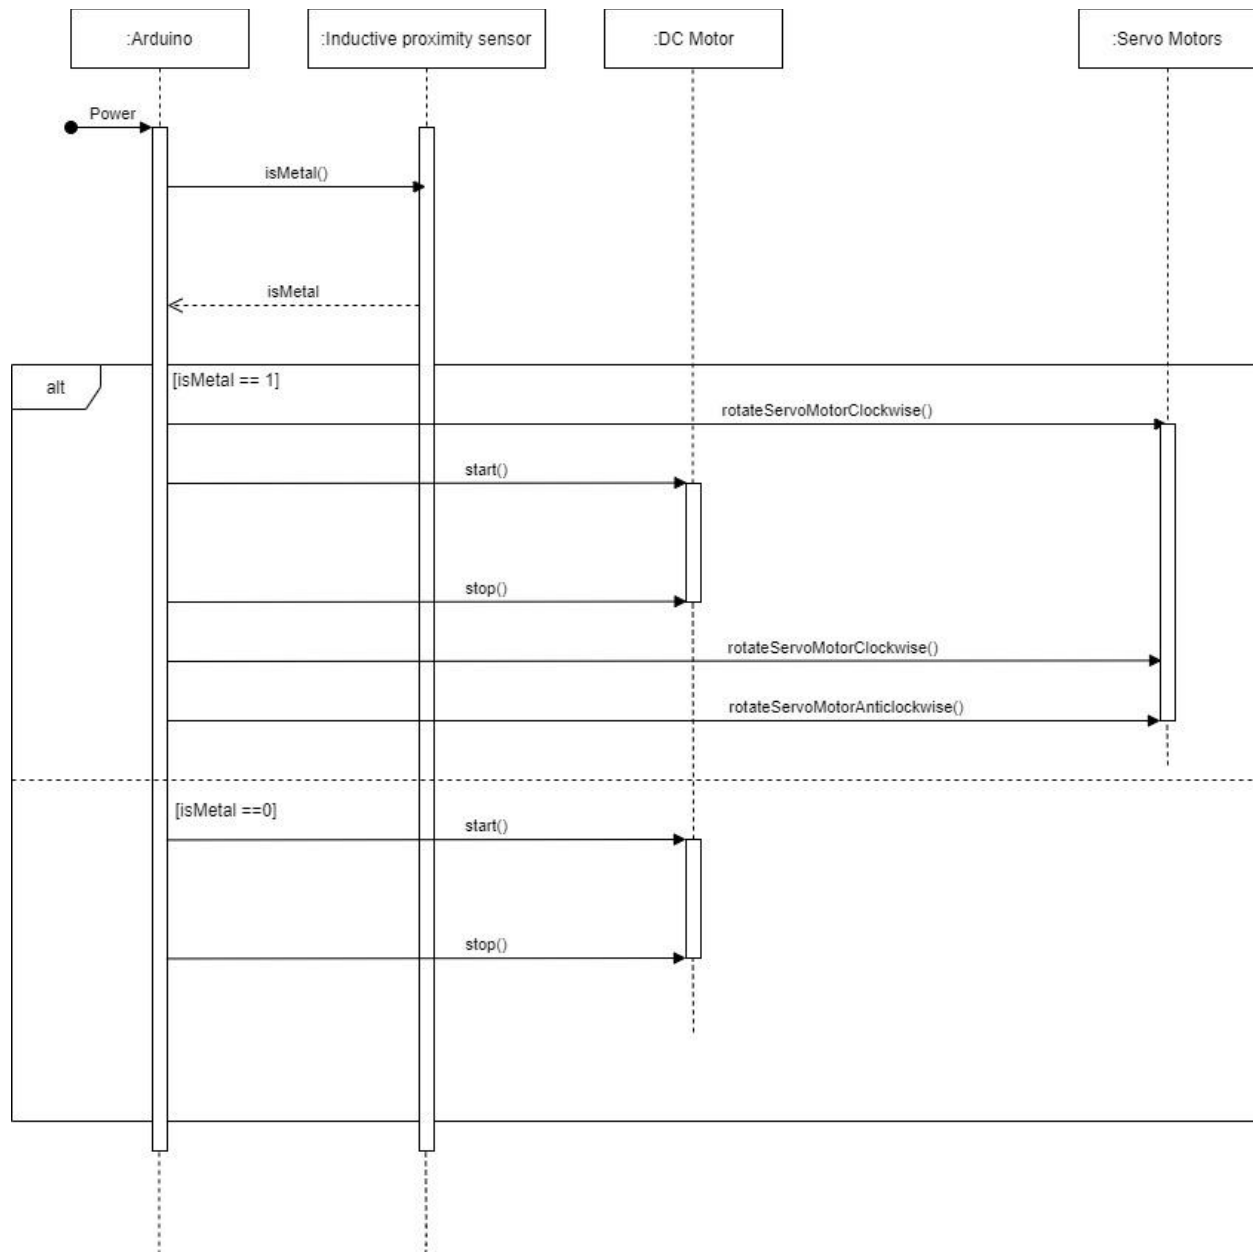 :Arduino
:Inductive proximity sensor
:DC Motor
:Servo Motors
Power
isMetal()
isMetal
alt
[isMetal == 1]
rotateServoMotorClockwise()
start()
stop()
rotateServoMotorClockwise()
rotateServoMotorAnticlockwise()
[isMetal ==0]
start()
stop()